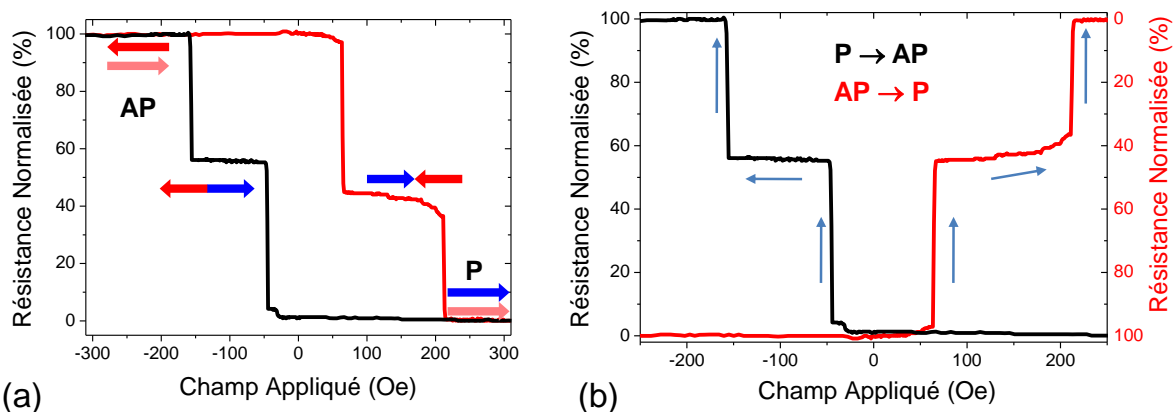 Résistance Normalisée (%)
100
80
60
40
20
0
AP
P
-300 -200 -100 0 100 200 300
Champ Appliqué (Oe)
(a)
Résistance Normalisée (%)
100
80
60
40
20
0
P → AP
AP → P
0
20
40
60
80
100
Résistance Normalisée (%)
-200 -100 0 100 200
Champ Appliqué (Oe)
(b)